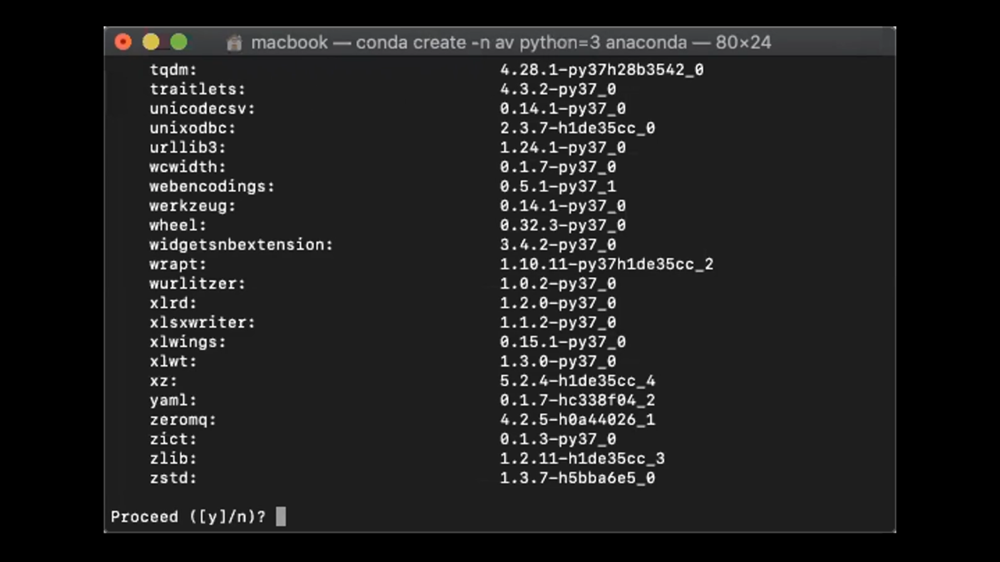 macbook — conda create -n av python=3 anaconda — 80×24
tqdm: 4.28.1-py37h28b3542_0
traitlets: 4.3.2-py37_0
unicodecsv: 0.14.1-py37_0
unixodbc: 2.3.7-h1de35cc_0
urllib3: 1.24.1-py37_0
wcwidth: 0.1.7-py37_0
webencodings: 0.5.1-py37_1
werkzeug: 0.14.1-py37_0
wheel: 0.32.3-py37_0
widgetsnbextension: 3.4.2-py37_0
wrapt: 1.10.11-py37h1de35cc_2
wurlitzer: 1.0.2-py37_0
xlrd: 1.2.0-py37_0
xlsxwriter: 1.1.2-py37_0
xlwings: 0.15.1-py37_0
xlwt: 1.3.0-py37_0
xz: 5.2.4-h1de35cc_4
yaml: 0.1.7-hc338f04_2
zeromq: 4.2.5-h0a44026_1
zict: 0.1.3-py37_0
zlib: 1.2.11-h1de35cc_3
zstd: 1.3.7-h5bba6e5_0
Proceed ([y]/n)?